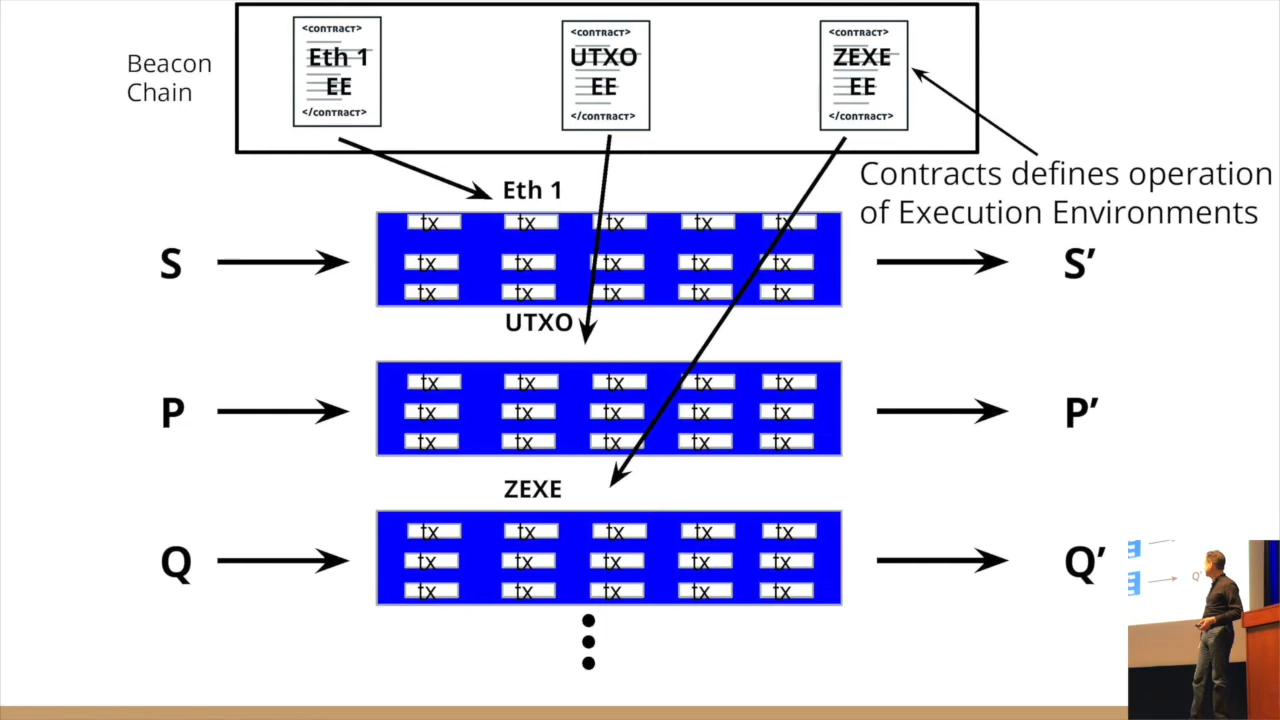 Beacon
Chain
<contract>
Eth 1
EE
</contract>
<contract>
UTXO
EE
</contract>
<contract>
ZEXE
EE
</contract>
Contracts defines operation
of Execution Environments
Eth 1
tx tx tx tx tx
S
tx tx tx tx tx
S’
tx tx tx tx tx
UTXO
tx tx tx tx tx
P
tx tx tx tx tx
P’
tx tx tx tx tx
ZEXE
tx tx tx tx tx
Q
tx tx tx tx tx
Q’
tx tx tx tx tx
Q'